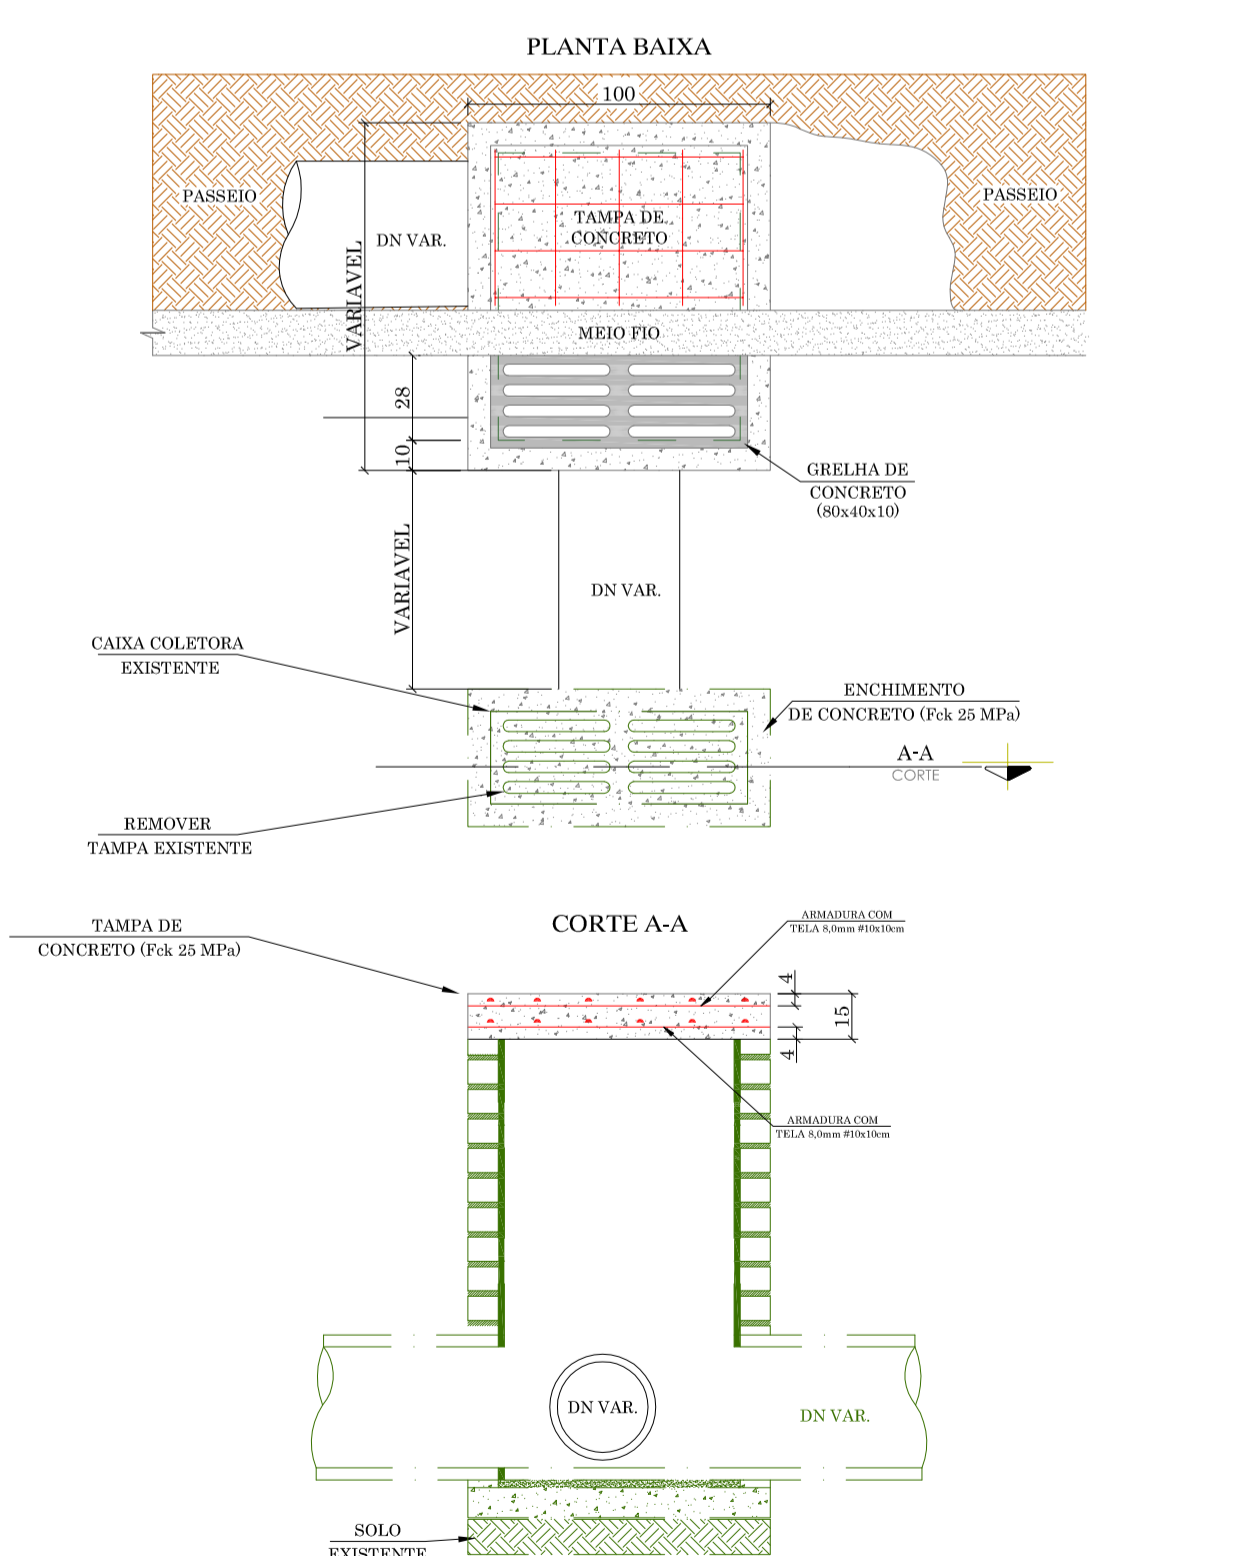 PLANTA BAIXA
100
PASSEIO
PASSEIO
DN VAR.
TAMPA DE
CONCRETO
VARIAVEL
MEIO FIO
28
10
GRELHA DE
CONCRETO
(80x40x10)
VARIAVEL
DN VAR.
CAIXA COLETORA
EXISTENTE
ENCHIMENTO
DE CONCRETO (Fck 25 MPa)
A-A
CORTE
REMOVER
TAMPA EXISTENTE
CORTE A-A
TAMPA DE
CONCRETO (Fck 25 MPa)
ARMADURA COM
TELA 8,0mm #10x10cm
4
15
4
ARMADURA COM
TELA 8,0mm #10x10cm
DN VAR.
DN VAR.
SOLO
EXISTENTE